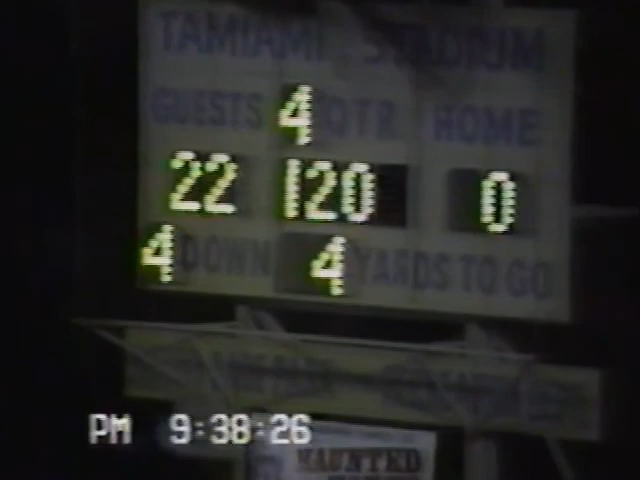 TAMIAMI STADIUM
GUESTS 4 QTR HOME
22 120 0
4 DOWN 4 YARDS TO GO
PM 9:38:26
HAUNTED